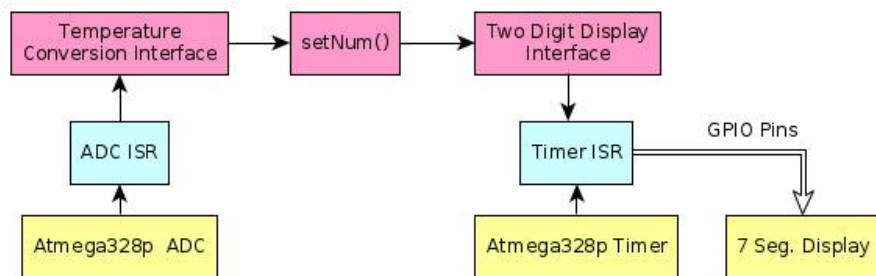 Temperature
Conversion Interface
setNum()
Two Digit Display
Interface
ADC ISR
Timer ISR
GPIO Pins
Atmega328p ADC
Atmega328p Timer
7 Seg. Display